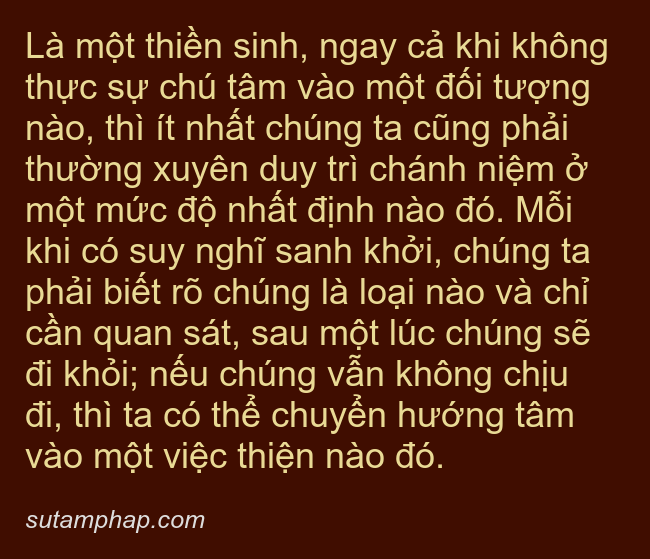 Là một thiền sinh, ngay cả khi không
thực sự chú tâm vào một đối tượng
nào, thì ít nhất chúng ta cũng phải
thường xuyên duy trì chánh niệm ở
một mức độ nhất định nào đó. Mỗi
khi có suy nghĩ sanh khởi, chúng ta
phải biết rõ chúng là loại nào và chỉ
cần quan sát, sau một lúc chúng sẽ
đi khỏi; nếu chúng vẫn không chịu
đi, thì ta có thể chuyển hướng tâm
vào một việc thiện nào đó.
sutamphap.com